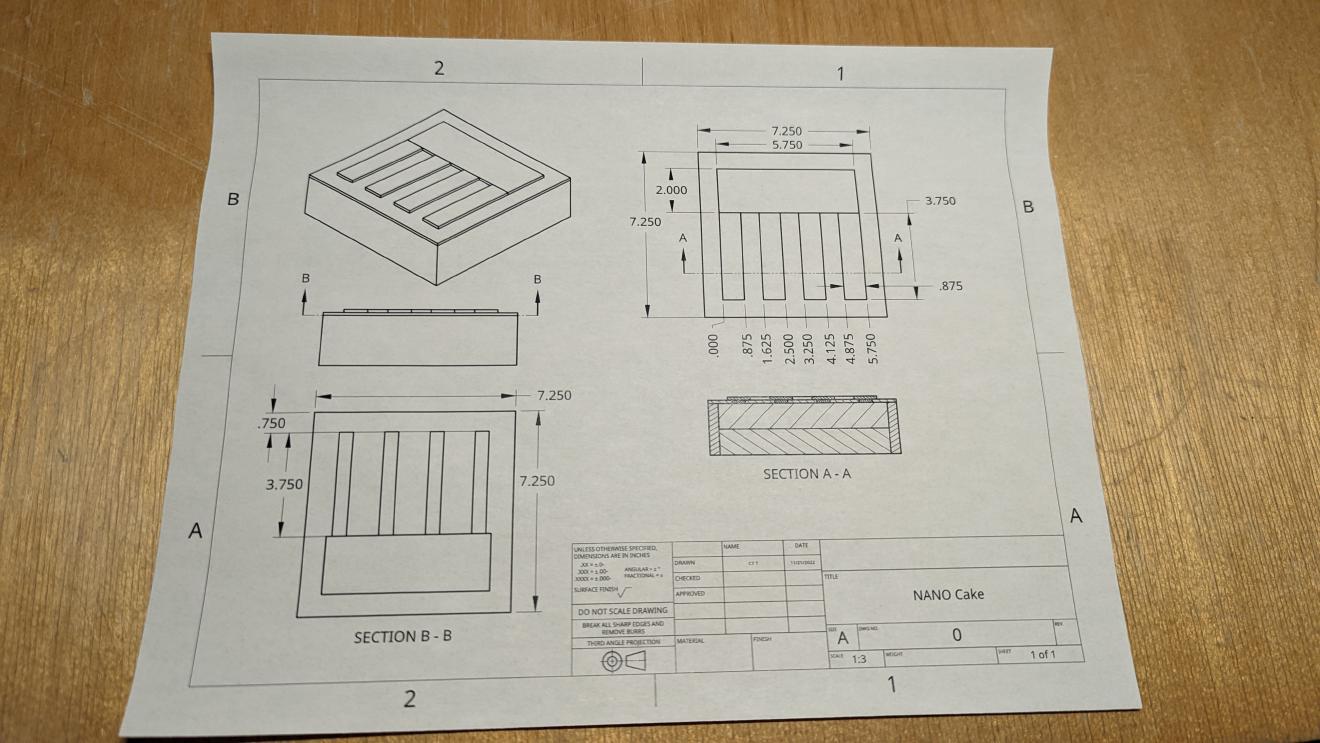 2
1
B
B
7.250
5.750
2.000
3.750
7.250
A
A
.875
.000
.875
1.625
2.500
3.250
4.125
4.875
5.750
B
B
7.250
.750
3.750
7.250
SECTION A - A
SECTION B - B
A
A
UNLESS OTHERWISE SPECIFIED,
DIMENSIONS ARE IN INCHES
.XX = ±.0-
.XXX = ±.00-
.XXXX = ±.000-
ANGULAR = ± °
FRACTIONAL = ±
SURFACE FINISH
DO NOT SCALE DRAWING
BREAK ALL SHARP EDGES AND
REMOVE BURRS
THIRD ANGLE PROJECTION
NAME
DATE
DRAWN
11/21/2022
CHECKED
APPROVED
MATERIAL
FINISH
TITLE
NANO Cake
SIZE
A
DWG NO.
0
REV.
SCALE
1:3
WEIGHT
SHEET
1 of 1
2
1